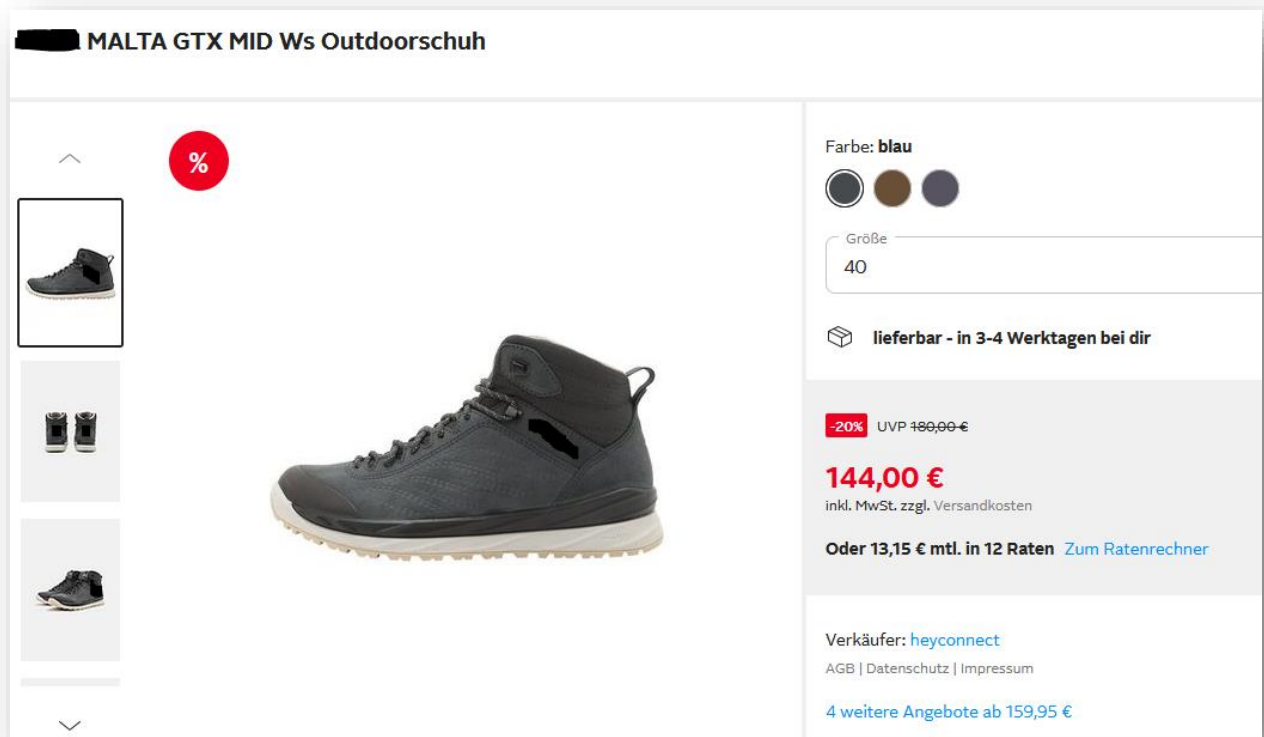 MALTA GTX MID Ws Outdoorschuh
%
Farbe: blau
Größe
40
lieferbar - in 3-4 Werktagen bei dir
-20% UVP 180,00 €
144,00 €
inkl. MwSt. zzgl. Versandkosten
Oder 13,15 € mtl. in 12 Raten Zum Ratenrechner
Verkäufer: heyconnect
AGB | Datenschutz | Impressum
4 weitere Angebote ab 159,95 €